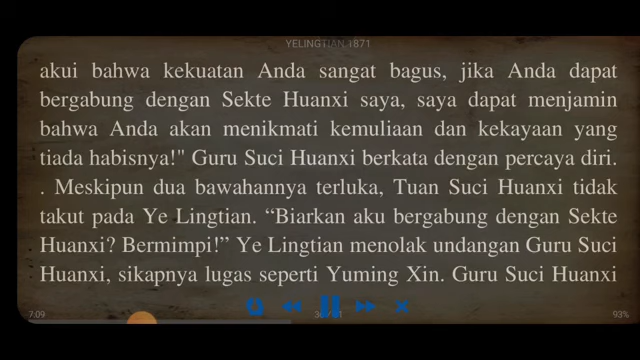 YELINGTIAN 1871
akui bahwa kekuatan Anda sangat bagus, jika Anda dapat
bergabung dengan Sekte Huanxi saya, saya dapat menjamin
bahwa Anda akan menikmati kemuliaan dan kekayaan yang
tiada habisnya!" Guru Suci Huanxi berkata dengan percaya diri.
. Meskipun dua bawahannya terluka, Tuan Suci Huanxi tidak
takut pada Ye Lingtian. “Biarkan aku bergabung dengan Sekte
Huanxi? Bermimpi!” Ye Lingtian menolak undangan Guru Suci
Huanxi, sikapnya lugas seperti Yuming Xin. Guru Suci Huanxi
7:09
93%